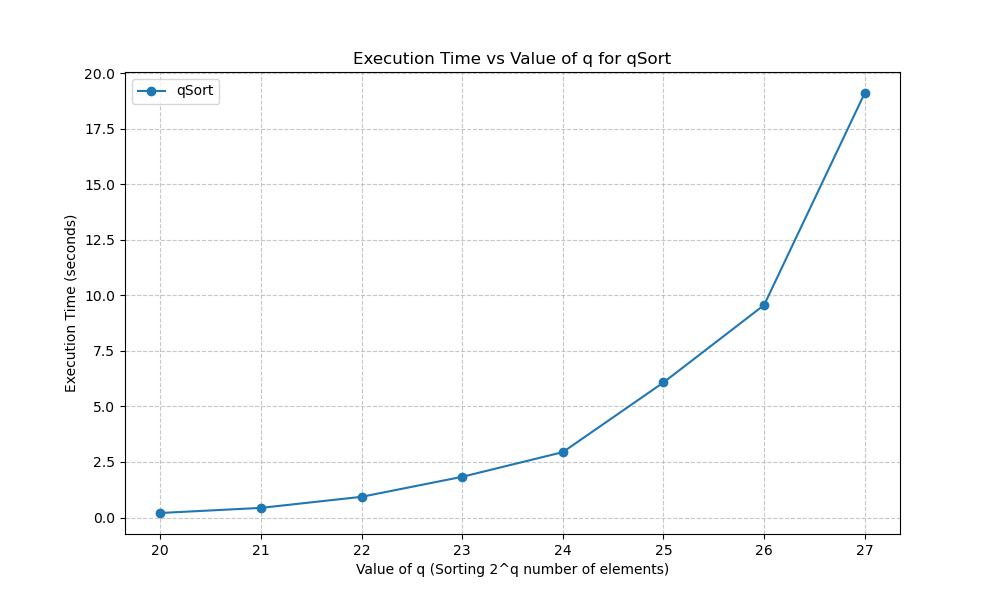 Execution Time vs Value of q for qSort
qSort
Execution Time (seconds)
20.0
17.5
15.0
12.5
10.0
7.5
5.0
2.5
0.0
20 21 22 23 24 25 26 27
Value of q (Sorting 2^q number of elements)